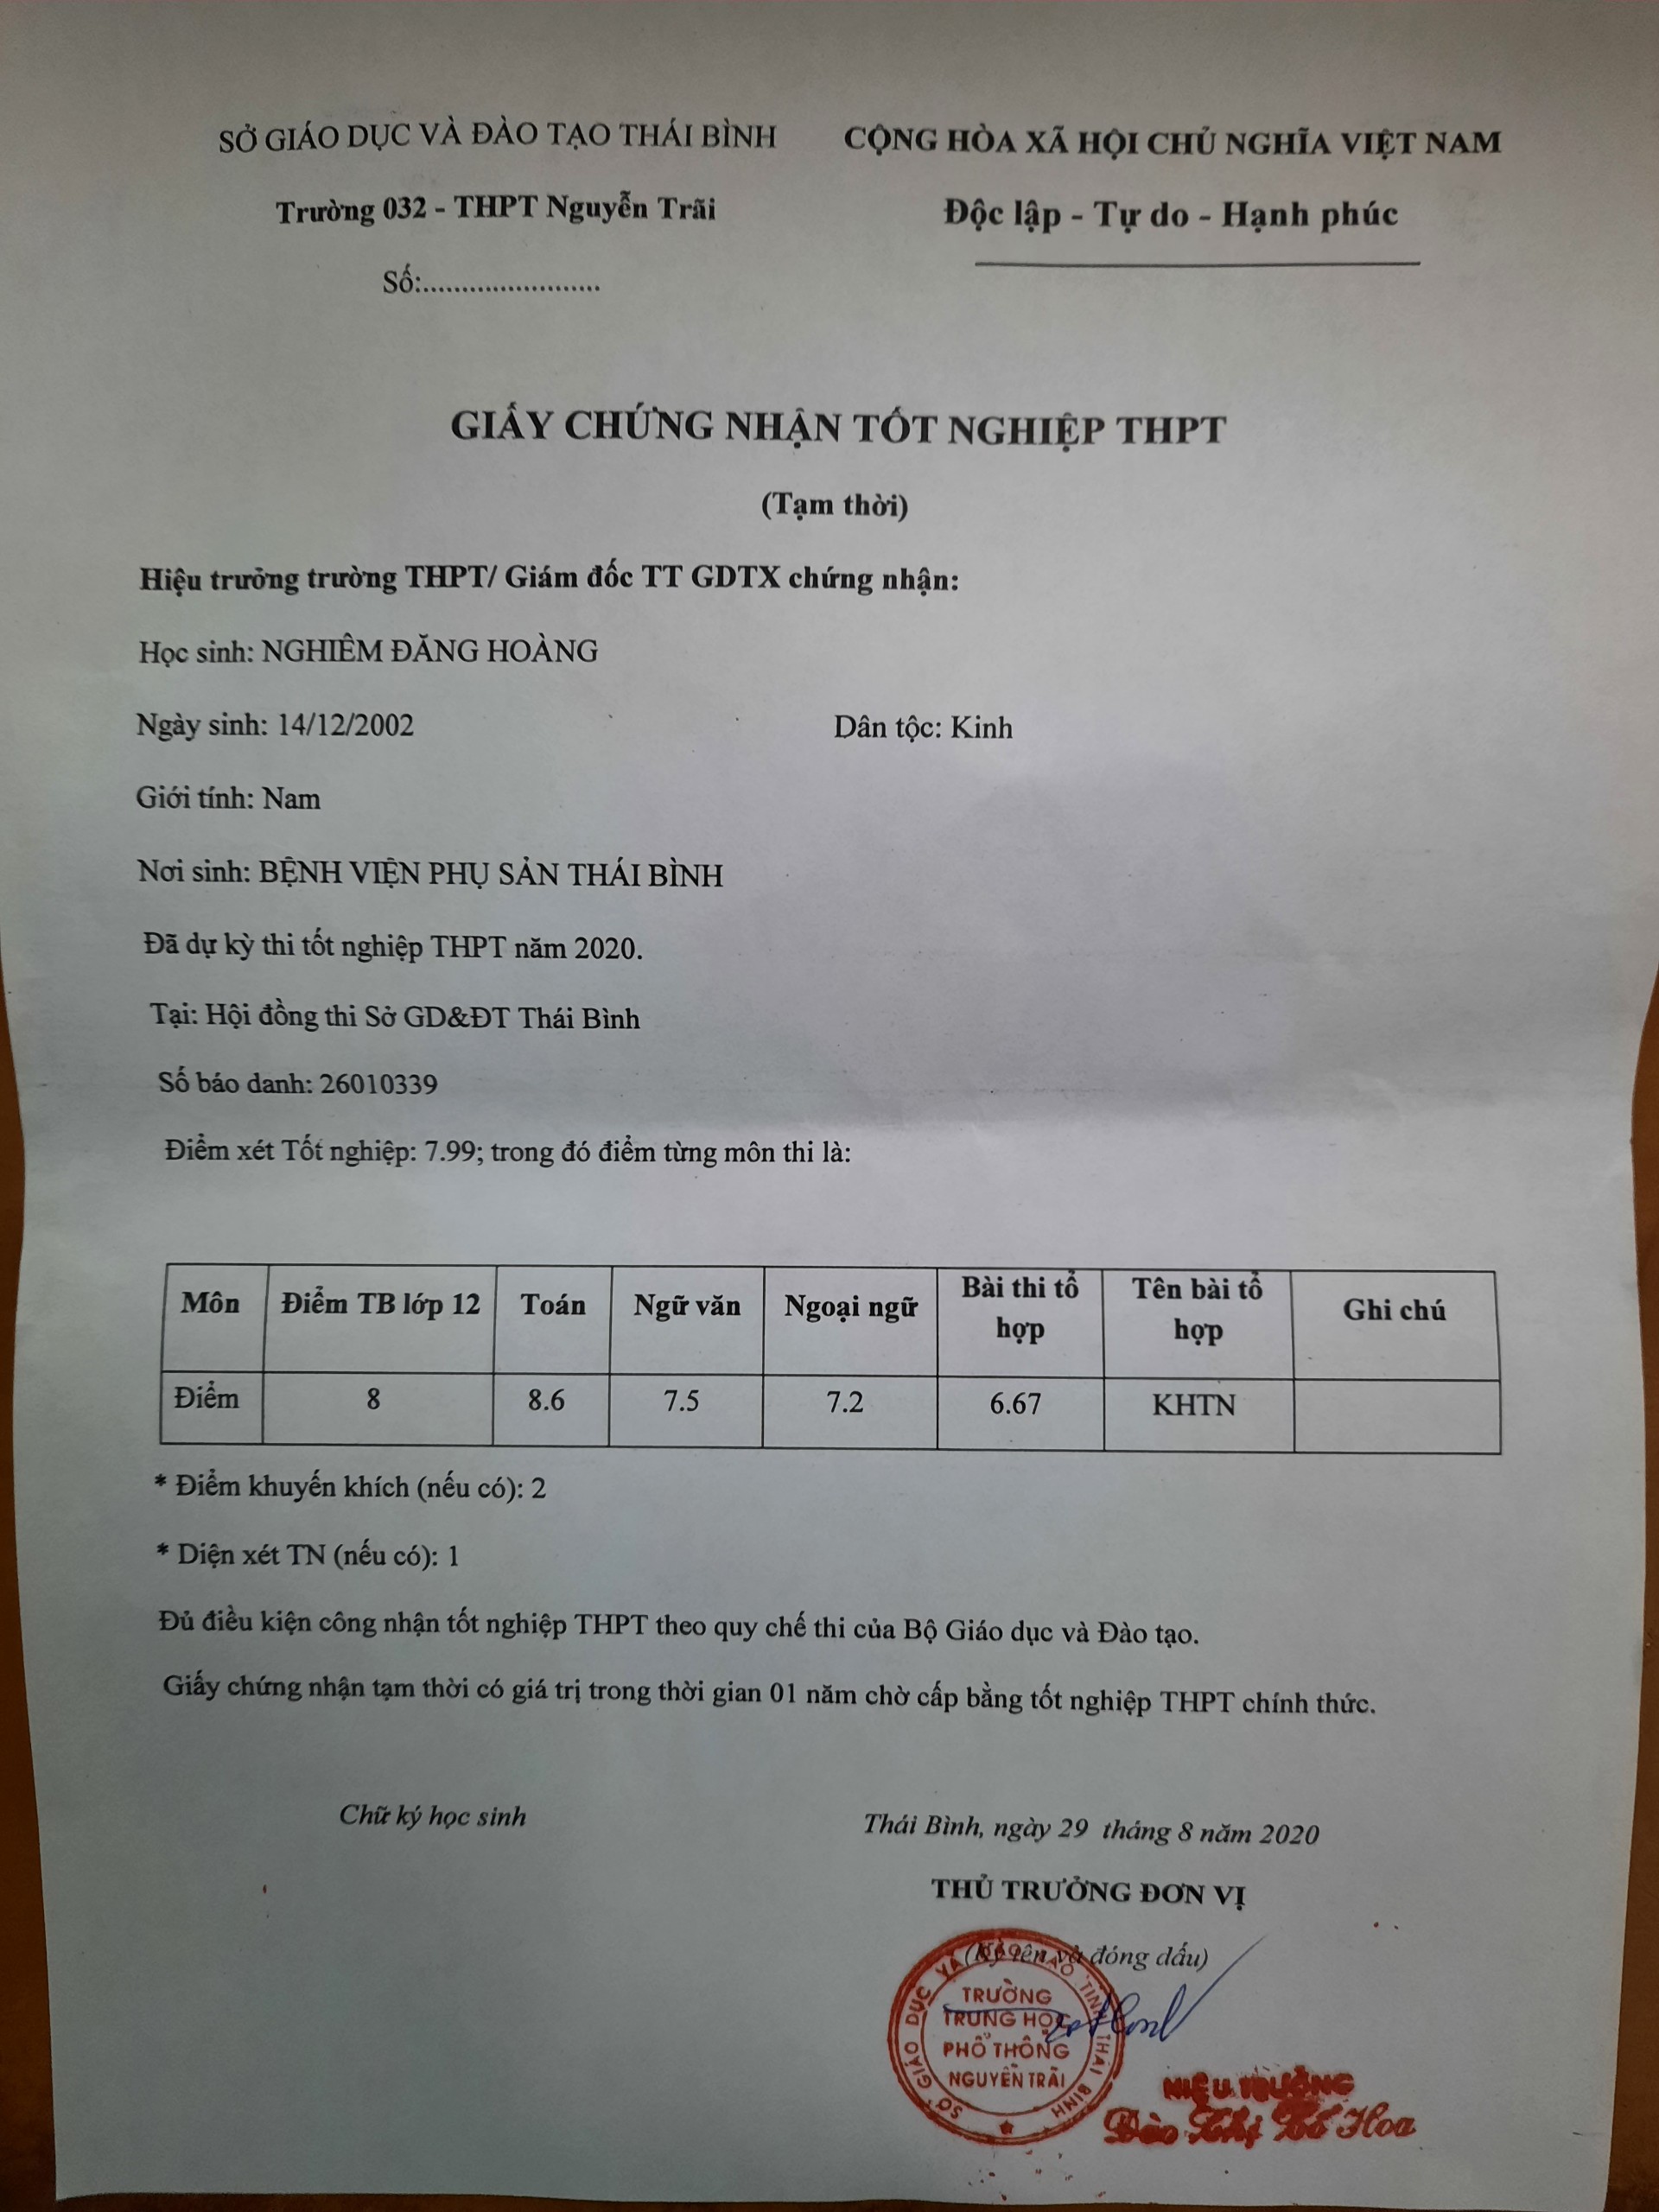 SỞ GIÁO DỤC VÀ ĐÀO TẠO THÁI BÌNH
Trường 032 - THPT Nguyễn Trãi
Số:.......................
CỘNG HÒA XÃ HỘI CHỦ NGHĨA VIỆT NAM
Độc lập - Tự do - Hạnh phúc
GIẤY CHỨNG NHẬN TỐT NGHIỆP THPT
(Tạm thời)
Hiệu trưởng trường THPT/ Giám đốc TT GDTX chứng nhận:
Học sinh: NGHIÊM ĐĂNG HOÀNG
Ngày sinh: 14/12/2002 Dân tộc: Kinh
Giới tính: Nam
Nơi sinh: BỆNH VIỆN PHỤ SẢN THÁI BÌNH
Đã dự kỳ thi tốt nghiệp THPT năm 2020.
Tại: Hội đồng thi Sở GD&ĐT Thái Bình
Số báo danh: 26010339
Điểm xét Tốt nghiệp: 7.99; trong đó điểm từng môn thi là:
Môn Điểm TB lớp 12 Toán Ngữ văn Ngoại ngữ Bài thi tổ hợp Tên bài tổ hợp Ghi chú
Điểm 8 8.6 7.5 7.2 6.67 KHTN
* Điểm khuyến khích (nếu có): 2
* Diện xét TN (nếu có): 1
Đủ điều kiện công nhận tốt nghiệp THPT theo quy chế thi của Bộ Giáo dục và Đào tạo.
Giấy chứng nhận tạm thời có giá trị trong thời gian 01 năm chờ cấp bằng tốt nghiệp THPT chính thức.
Chữ ký học sinh
Thái Bình, ngày 29 tháng 8 năm 2020
THỦ TRƯỞNG ĐƠN VỊ
(Ký tên và đóng dấu)
SỞ GIÁO DỤC VÀ ĐÀO TẠO TỈNH THÁI BÌNH
TRƯỜNG
TRUNG HỌC
PHỔ THÔNG
NGUYỄN TRÃI
HIỆU TRƯỞNG
Đào Thị Tố Hoa